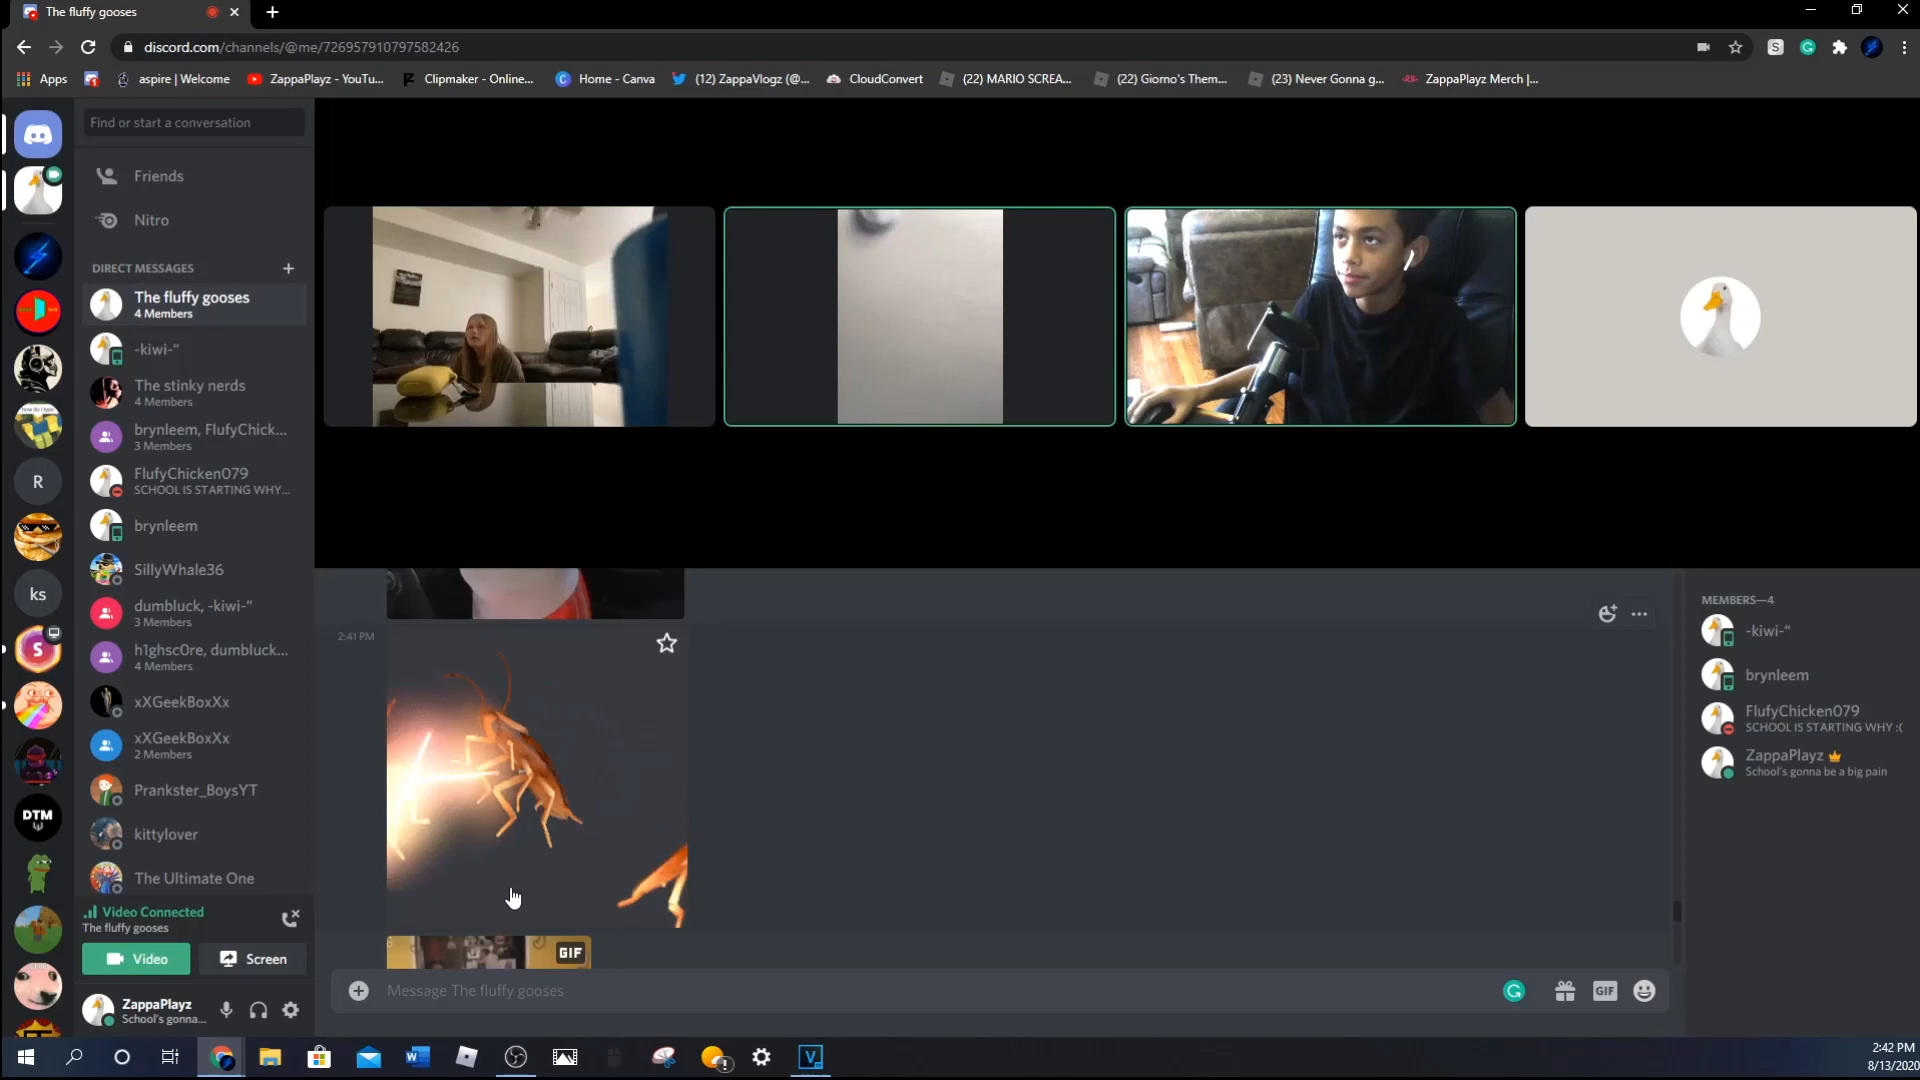 The fluffy gooses
discord.com/channels/@me/726957910797582426
Apps
aspire | Welcome
ZappaPlayz - YouTu...
Clipmaker - Online...
Home - Canva
(12) ZappaVlogz (@...
CloudConvert
(22) MARIO SCREA...
(22) Giorno's Them...
(23) Never Gonna g...
ZappaPlayz Merch |...
Find or start a conversation
Friends
Nitro
DIRECT MESSAGES
The fluffy gooses
4 Members
-kiwi-"
The stinky nerds
4 Members
brynleem, FlufyChick...
3 Members
FlufyChicken079
SCHOOL IS STARTING WHY...
brynleem
SillyWhale36
dumbluck, -kiwi-"
3 Members
h1ghsc0re, dumbluck...
4 Members
xXGeekBoxXx
xXGeekBoxXx
2 Members
Prankster_BoysYT
kittylover
The Ultimate One
R
ks
S
DTM
Video Connected
The fluffy gooses
Video
Screen
ZappaPlayz
School's gonna...
2:41 PM
GIF
Message The fluffy gooses
GIF
MEMBERS—4
-kiwi-"
brynleem
FlufyChicken079
SCHOOL IS STARTING WHY :(
ZappaPlayz
School's gonna be a big pain
2:42 PM
8/13/2020